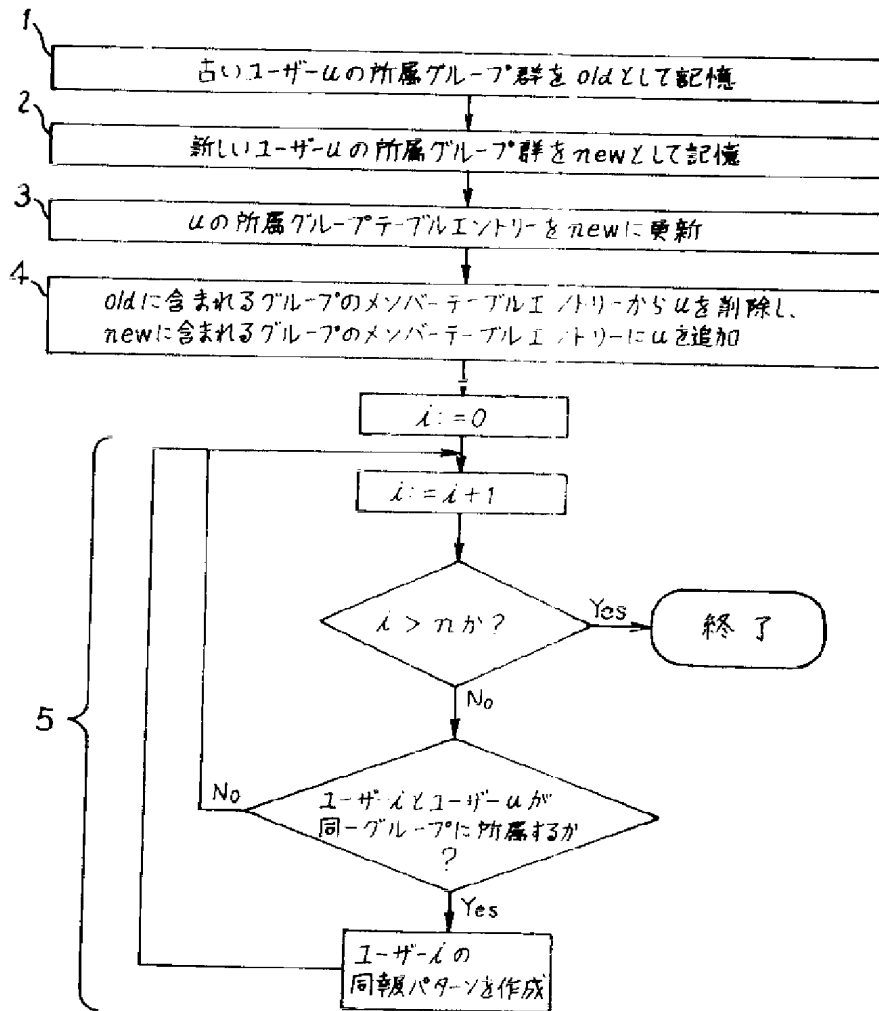 1
古いユーザーuの所属グループ群をoldとして記憶
2
新しいユーザーuの所属グループ群をnewとして記憶
3
uの所属グループテーブルエントリーをnewに更新
4
oldに含まれるグループのメンバーテーブルエントリーからuを削除し、
newに含まれるグループのメンバーテーブルエントリーにuを追加
i:=0
i:=i+1
i>nか?
Yes
終了
No
5
No
ユーザーiとユーザーuが
同一グループに所属するか
?
Yes
ユーザーiの
同報パターンを作成